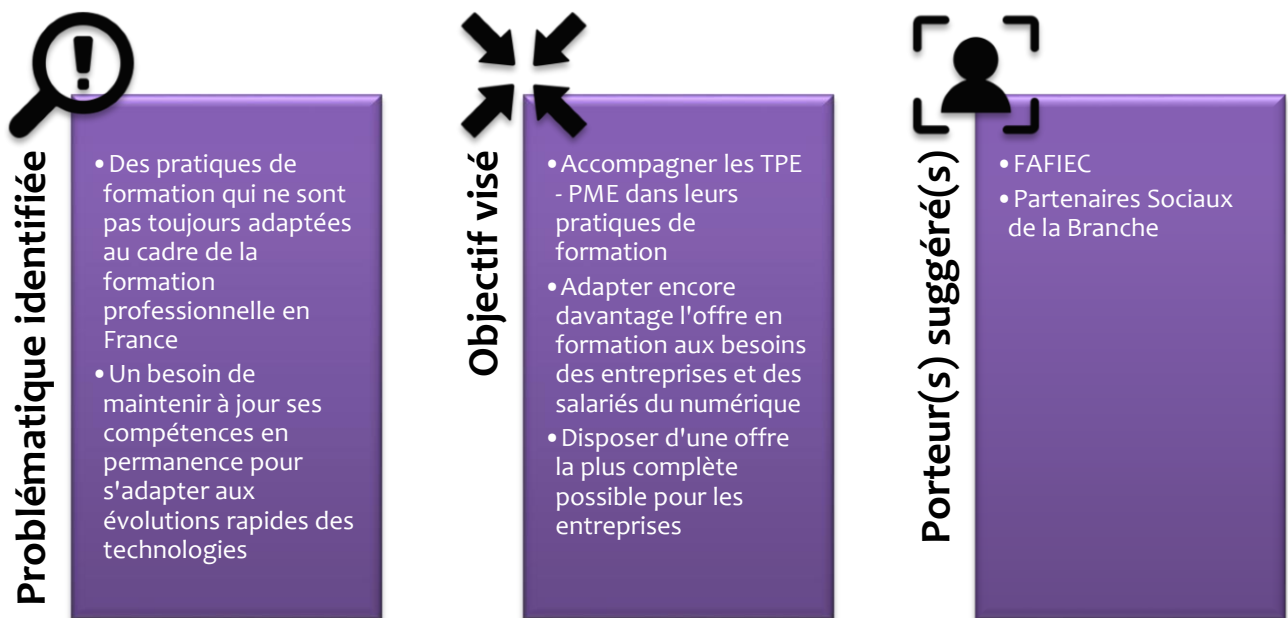 Problématique identifiée
•Des pratiques de
formation qui ne sont
pas toujours adaptées
au cadre de la
formation
professionnelle en
France
•Un besoin de
maintenir à jour ses
compétences en
permanence pour
s'adapter aux
évolutions rapides des
technologies
Objectif visé
•Accompagner les TPE
- PME dans leurs
pratiques de
formation
•Adapter encore
davantage l'offre en
formation aux besoins
des entreprises et des
salariés du numérique
•Disposer d'une offre
la plus complète
possible pour les
entreprises
Porteur(s) suggéré(s)
•FAFIEC
•Partenaires Sociaux
de la Branche